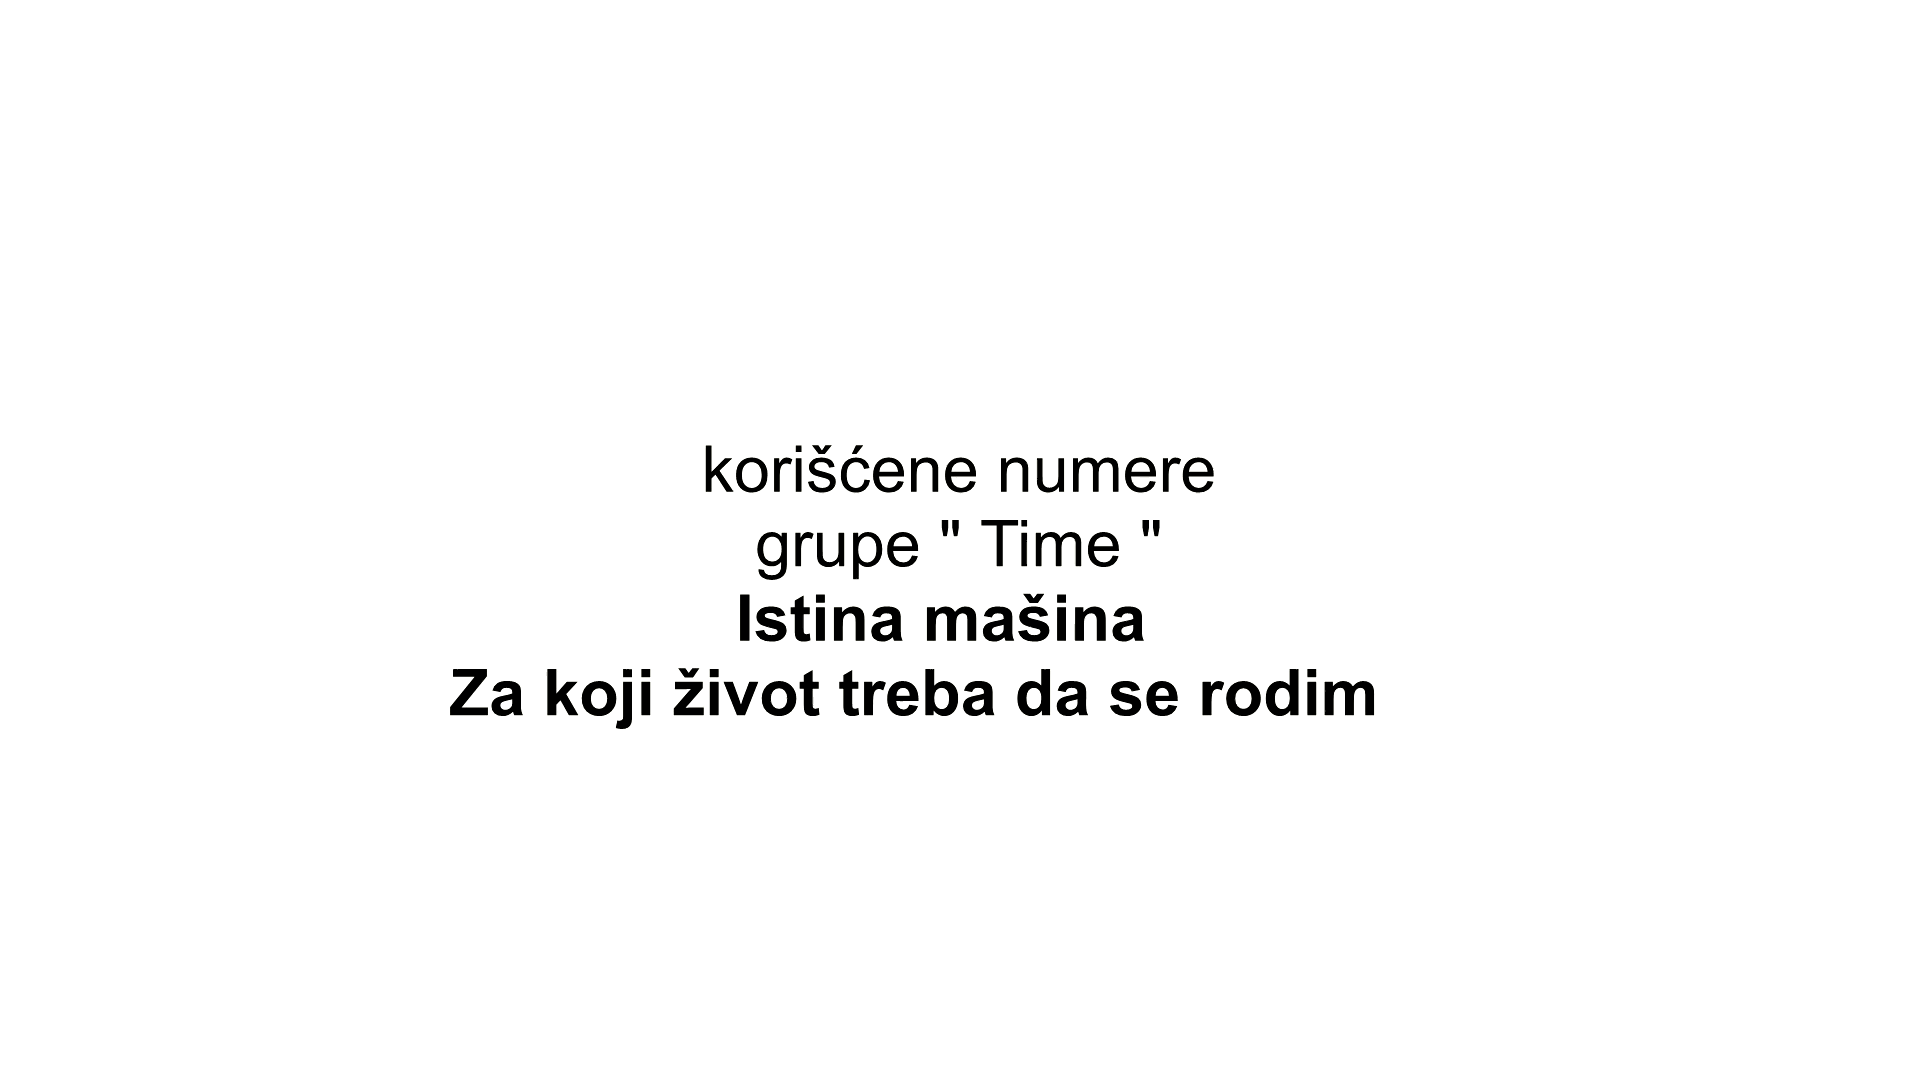 korišćene numere
grupe " Time "
Istina mašina
Za koji život treba da se rodim